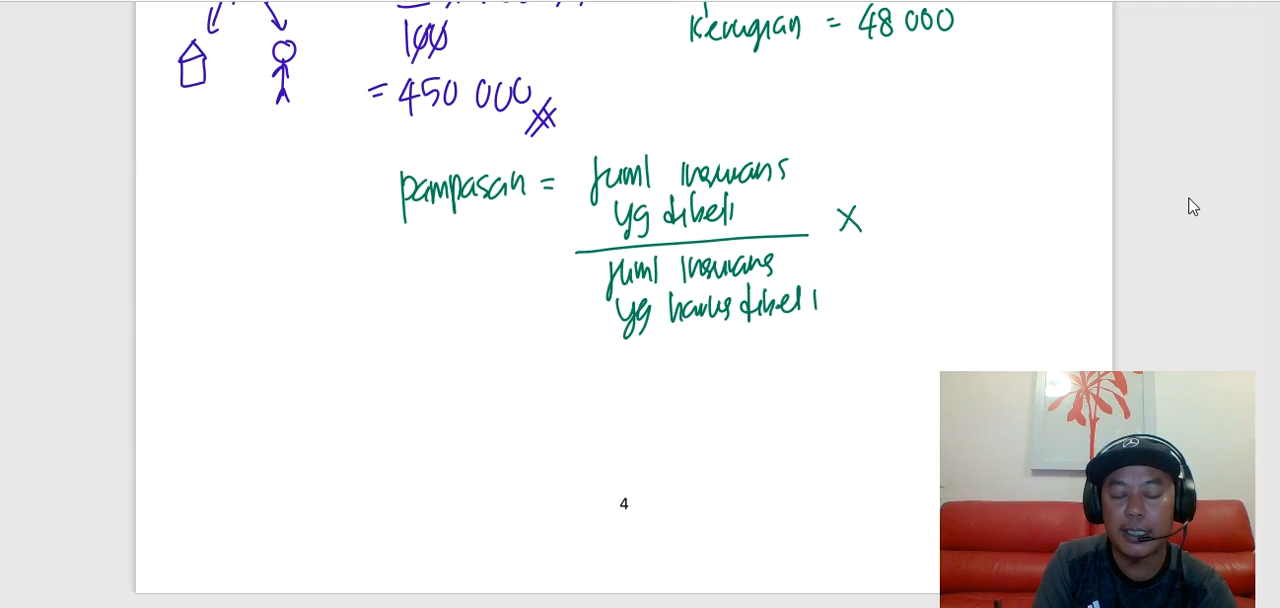 Kerugian = 48 000
100
= 450 000
pampasan = Juml insurans
yg dibeli
X
Juml insurans
yg harus dibeli
4